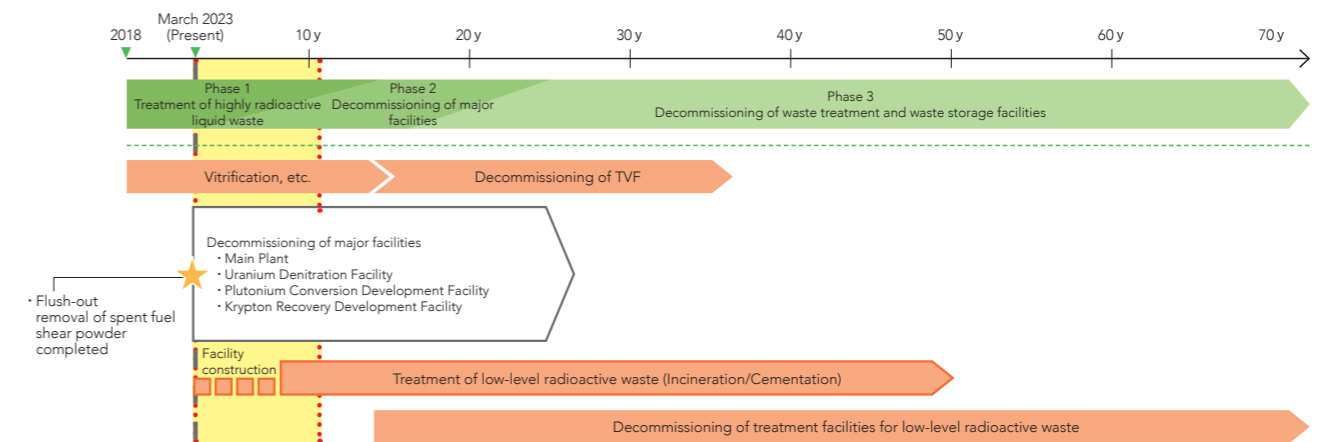 March 2023
2018
(Present)
10 y
20 y
30 y
40 y
50 y
60 y
70 y
Phase 1
Treatment of highly radioactive
liquid waste
Phase 2
Decommissioning of major
facilities
Phase 3
Decommissioning of waste treatment and waste storage facilities
Vitrification, etc.
Decommissioning of TVF
Decommissioning of major facilities
・Main Plant
・Uranium Denitration Facility
・Plutonium Conversion Development Facility
・Krypton Recovery Development Facility
・Flush-out
removal of spent fuel
shear powder
completed
Facility
construction
Treatment of low-level radioactive waste (Incineration/Cementation)
Decommissioning of treatment facilities for low-level radioactive waste